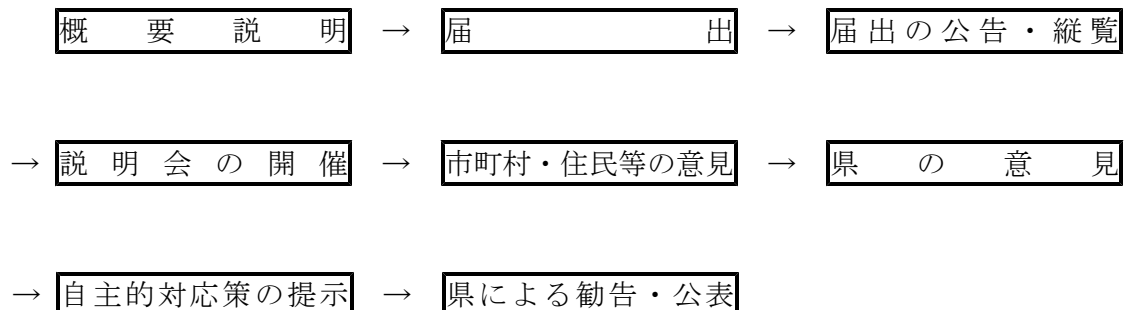 概要説明 → 届出 → 届出の公告・縦覧
→ 説明会の開催 → 市町村・住民等の意見 → 県の意見
→ 自主的対応策の提示 → 県による勧告・公表